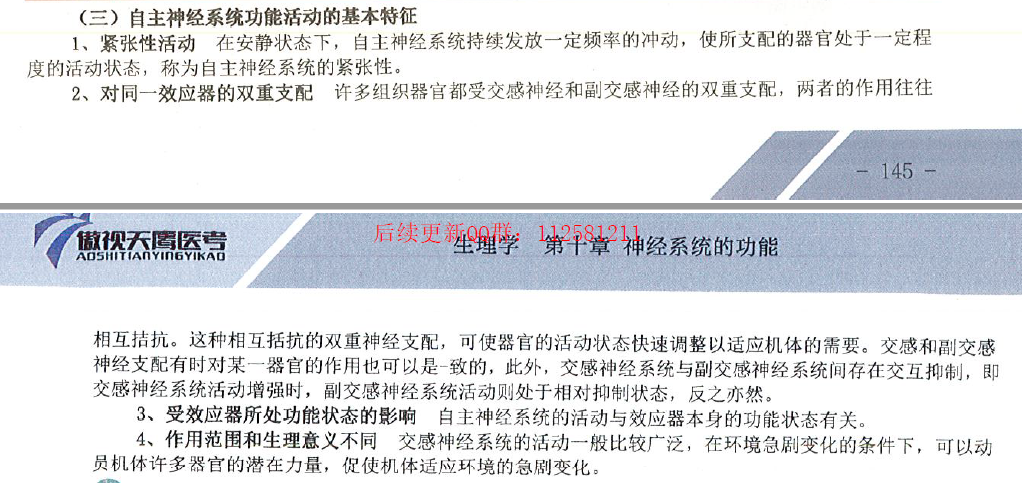 （三）自主神经系统功能活动的基本特征
1、紧张性活动 在安静状态下，自主神经系统持续发放一定频率的冲动，使所支配的器官处于一定程
度的活动状态，称为自主神经系统的紧张性。
2、对同一效应器的双重支配 许多组织器官都受交感神经和副交感神经的双重支配，两者的作用往往
- 145 -
傲视天鹰医考
AOSHITIANYINGYIKAO
后续更新QQ群：112581211
生理学 第十章 神经系统的功能
相互拮抗。这种相互括抗的双重神经支配，可使器官的活动状态快速调整以适应机体的需要。交感和副交感
神经支配有时对某一器官的作用也可以是-致的，此外，交感神经系统与副交感神经系统间存在交互抑制，即
交感神经系统活动增强时，副交感神经系统活动则处于相对抑制状态，反之亦然。
3、受效应器所处功能状态的影响 自主神经系统的活动与效应器本身的功能状态有关。
4、作用范围和生理意义不同 交感神经系统的活动一般比较广泛，在环境急剧变化的条件下，可以动
员机体许多器官的潜在力量，促使机体适应环境的急剧变化。